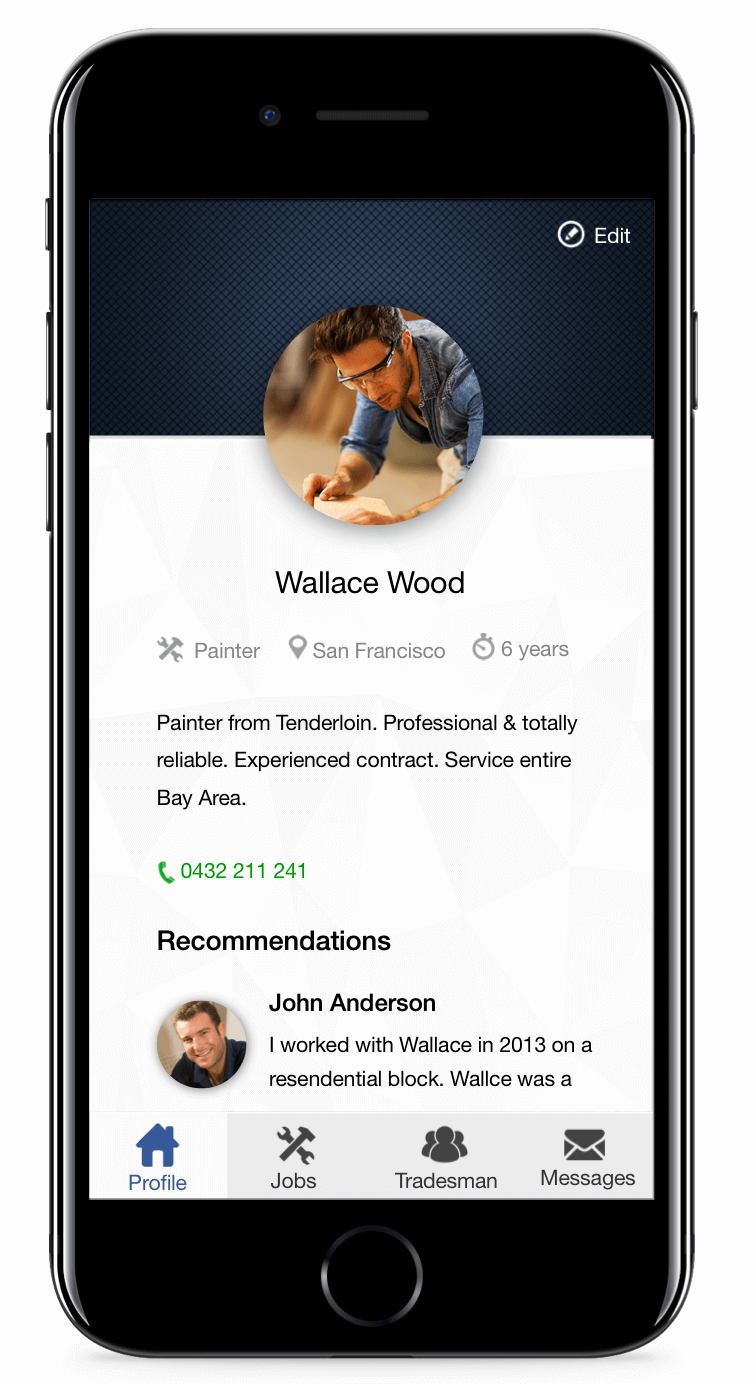 Edit
Wallace Wood
Painter San Francisco 6 years
Painter from Tenderloin. Professional & totally
reliable. Experienced contract. Service entire
Bay Area.
0432 211 241
Recommendations
John Anderson
I worked with Wallace in 2013 on a
resendential block. Wallce was a
Profile Jobs Tradesman Messages